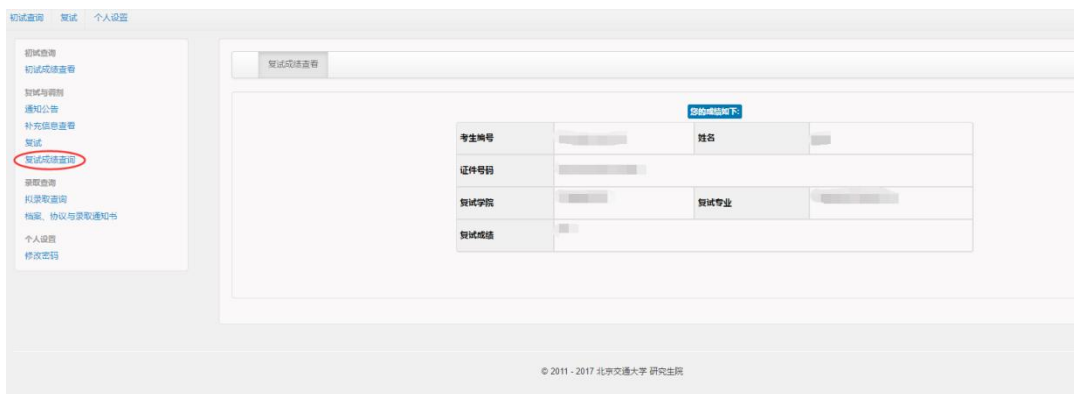 初试查询 复试 个人设置
初试查询
初试成绩查看
复试与调剂
通知公告
补充信息查看
复试
复试成绩查询
录取查询
拟录取查询
档案、协议与录取通知书
个人设置
修改密码
复试成绩查看
您的成绩如下:
考生编号 姓名
证件号码
复试学院 复试专业
复试成绩
© 2011 - 2017 北京交通大学 研究生院